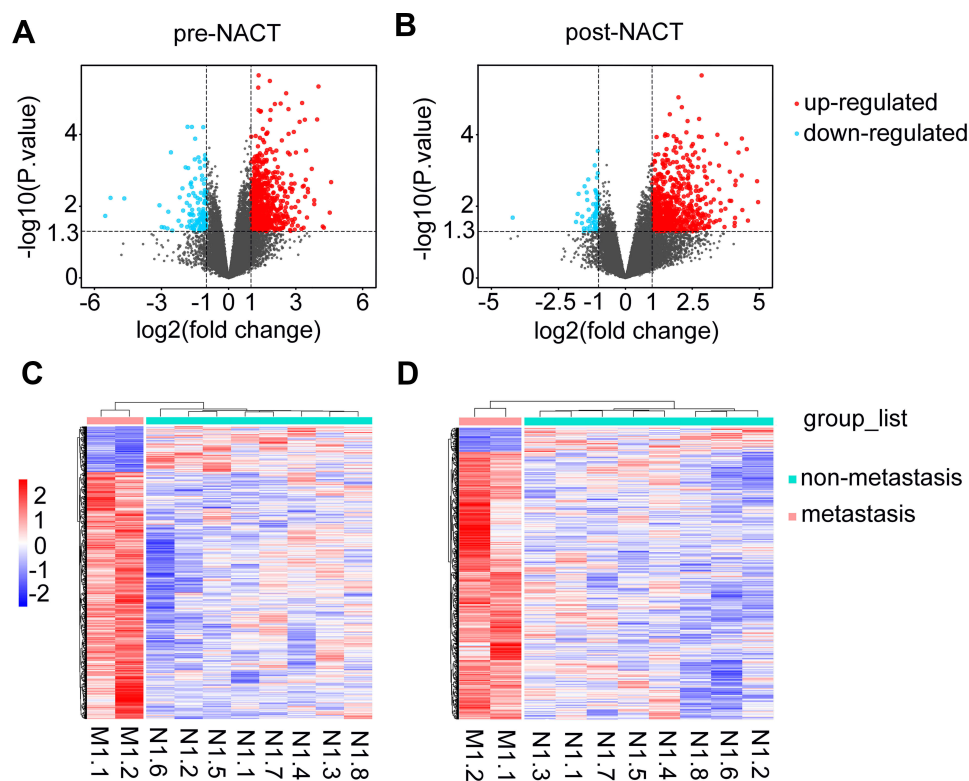 A
pre-NACT
-log10(P.value)
4
2
1.3
0
-6
-3
-1
0
1
3
6
log2(fold change)
B
post-NACT
-log10(P.value)
4
2
1.3
0
-5
-2.5
-1
0
1
2.5
5
log2(fold change)
up-regulated
down-regulated
C
2
1
0
-1
-2
M1.1
M1.2
N1.6
N1.2
N1.5
N1.1
N1.7
N1.4
N1.3
N1.8
D
M1.2
M1.1
N1.3
N1.1
N1.7
N1.5
N1.4
N1.8
N1.6
N1.2
group_list
non-metastasis
metastasis